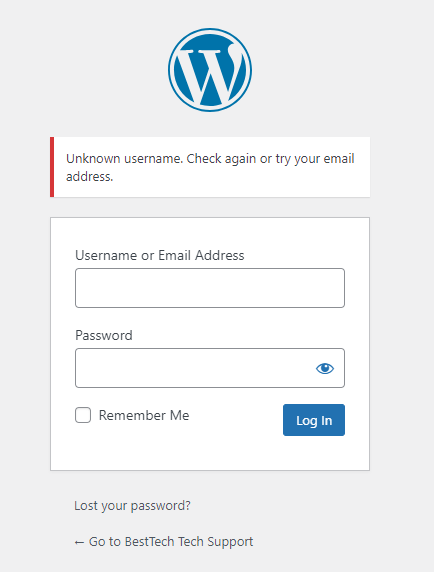 Unknown username. Check again or try your email
address.
Username or Email Address
Password
Remember Me
Log In
Lost your password?
← Go to BestTech Tech Support